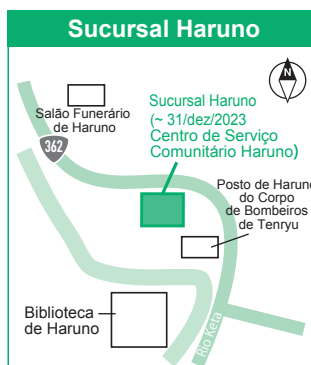 Sucursal Haruno
N
Salão Funerário
de Haruno
362
Sucursal Haruno
(~ 31/dez/2023
Centro de Serviço
Comunitário Haruno)
Posto de Haruno
do Corpo
de Bombeiros
de Tenryu
Biblioteca
de Haruno
Rio Keta